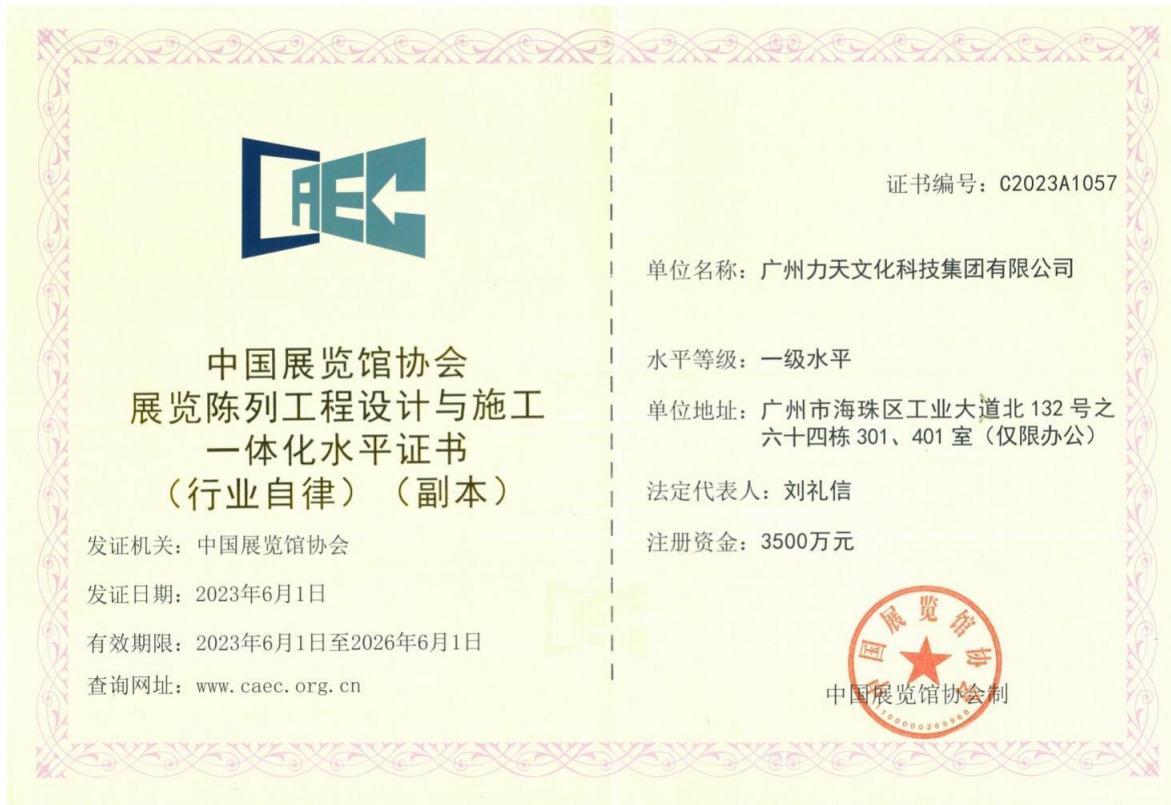 CAEC
中国展览馆协会
展览陈列工程设计与施工
一体化水平证书
（行业自律）（副本）
发证机关：中国展览馆协会
发证日期：2023年6月1日
有效期限：2023年6月1日至2026年6月1日
查询网址：www.caec.org.cn
证书编号：C2023A1057
单位名称：广州力天文化科技集团有限公司
水平等级：一级水平
单位地址：广州市海珠区工业大道北 132 号之
六十四栋 301、401 室（仅限办公）
法定代表人：刘礼信
注册资金：3500万元
中国展览馆协会
中国展览馆协会制